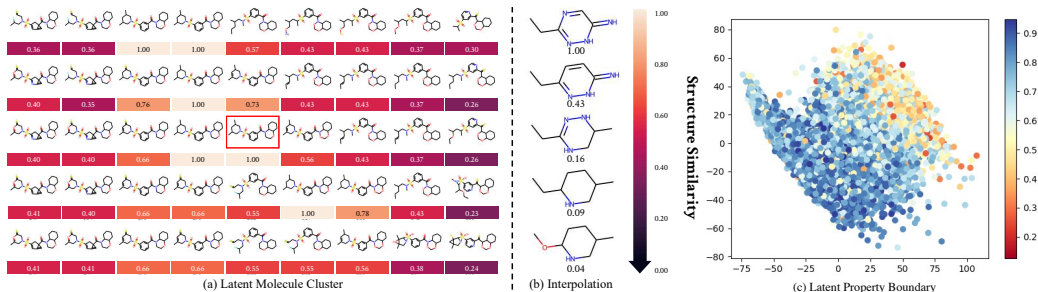 0.36 0.36 1.00 1.00 0.57 0.43 0.43 0.37 0.30
0.40 0.35 0.76 1.00 0.73 0.43 0.43 0.37 0.26
0.40 0.40 0.66 1.00 1.00 0.56 0.43 0.37 0.26
0.41 0.40 0.66 0.66 0.55 1.00 0.78 0.43 0.23
0.41 0.41 0.66 0.66 0.55 0.55 0.56 0.38 0.24
(a) Latent Molecule Cluster
1.00
0.43
0.16
0.09
0.04
(b) Interpolation
1.00
0.80
0.60
0.40
0.20
0.00
Structure Similarity
80
60
40
20
0
−20
−40
−60
−80
−75 −50 −25 0 25 50 75 100
(c) Latent Property Boundary
0.9
0.8
0.7
0.6
0.5
0.4
0.3
0.2